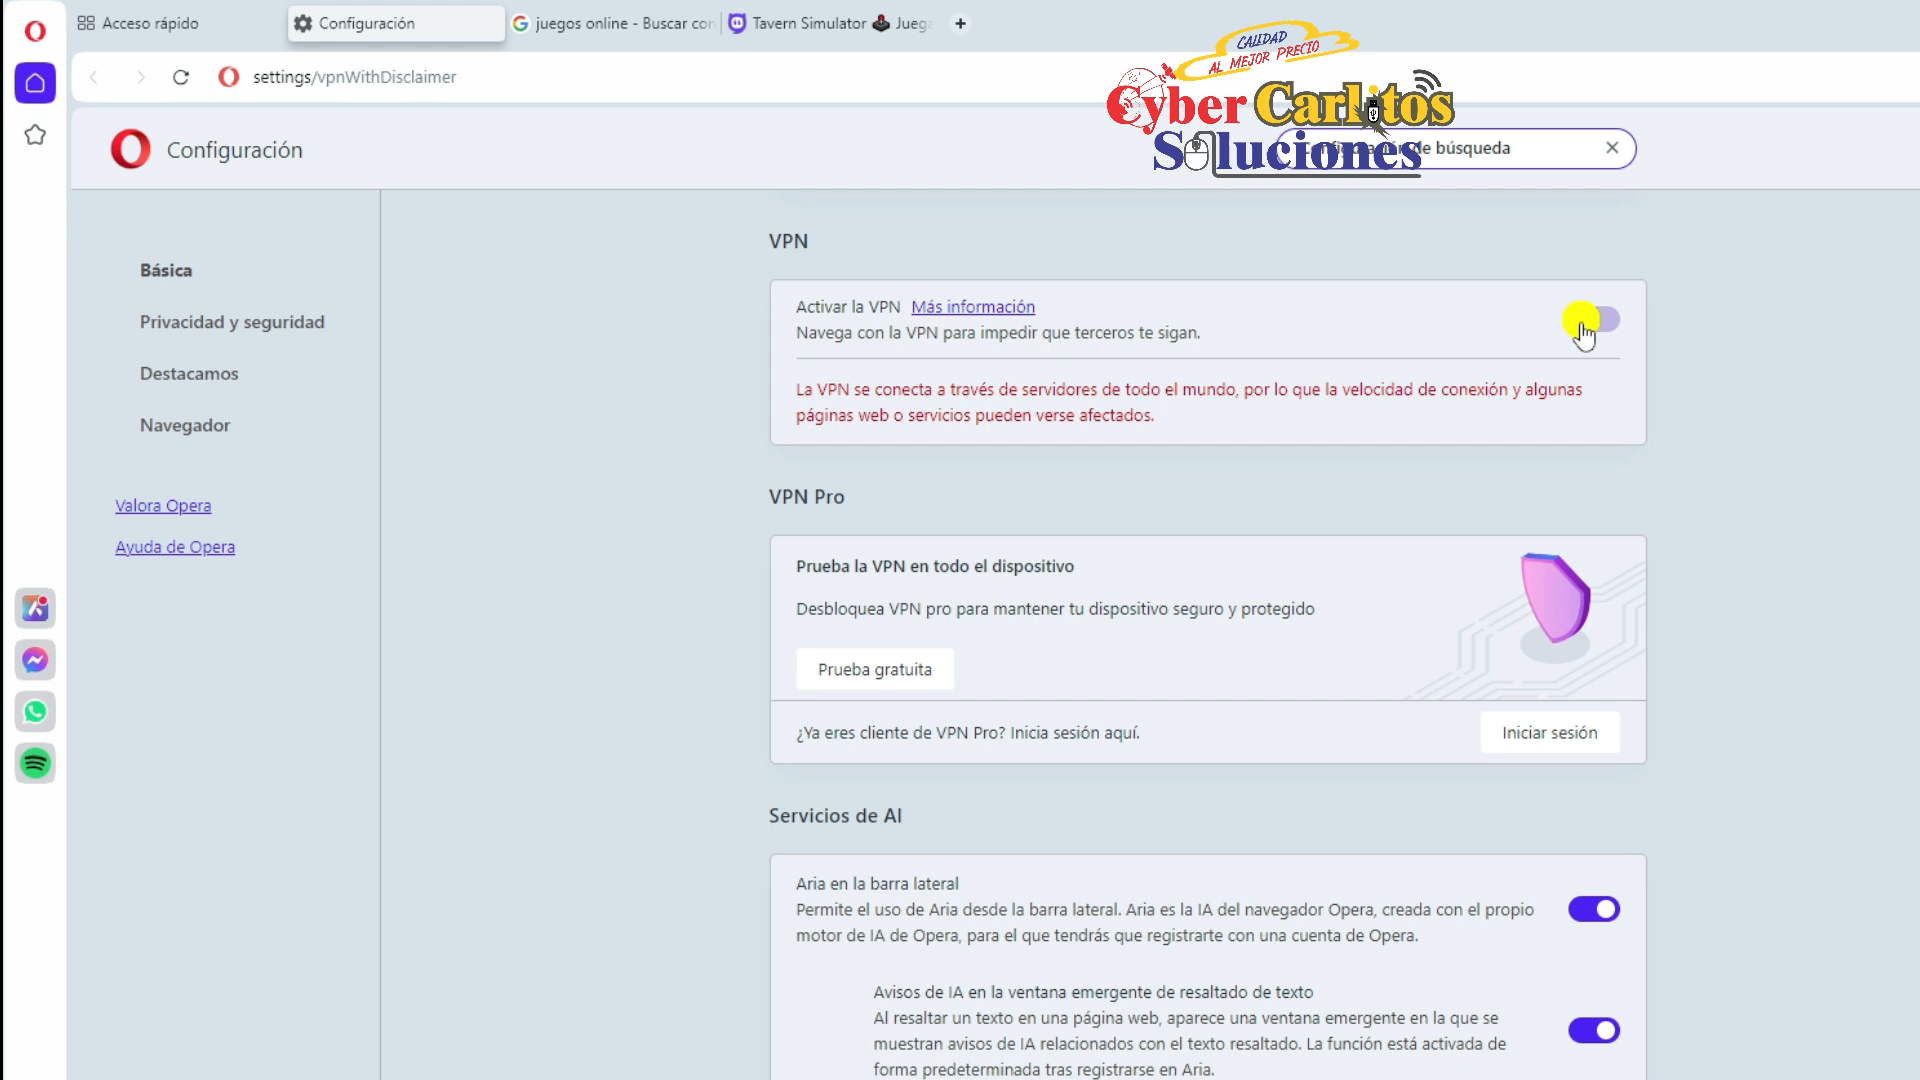 Acceso rápido
Configuración
juegos online - Buscar con
Tavern Simulator
Juega
settings/vpnWithDisclaimer
CALIDAD
AL MEJOR PRECIO
Cyber Carlitos
Soluciones
Configuración
Configuración de búsqueda
Básica
Privacidad y seguridad
Destacamos
Navegador
Valora Opera
Ayuda de Opera
VPN
Activar la VPN Más información
Navega con la VPN para impedir que terceros te sigan.
La VPN se conecta a través de servidores de todo el mundo, por lo que la velocidad de conexión y algunas
páginas web o servicios pueden verse afectados.
VPN Pro
Prueba la VPN en todo el dispositivo
Desbloquea VPN pro para mantener tu dispositivo seguro y protegido
Prueba gratuita
¿Ya eres cliente de VPN Pro? Inicia sesión aquí.
Iniciar sesión
Servicios de AI
Aria en la barra lateral
Permite el uso de Aria desde la barra lateral. Aria es la IA del navegador Opera, creada con el propio
motor de IA de Opera, para el que tendrás que registrarte con una cuenta de Opera.
Avisos de IA en la ventana emergente de resaltado de texto
Al resaltar un texto en una página web, aparece una ventana emergente en la que se
muestran avisos de IA relacionados con el texto resaltado. La función está activada de
forma predeterminada tras registrarse en Aria.